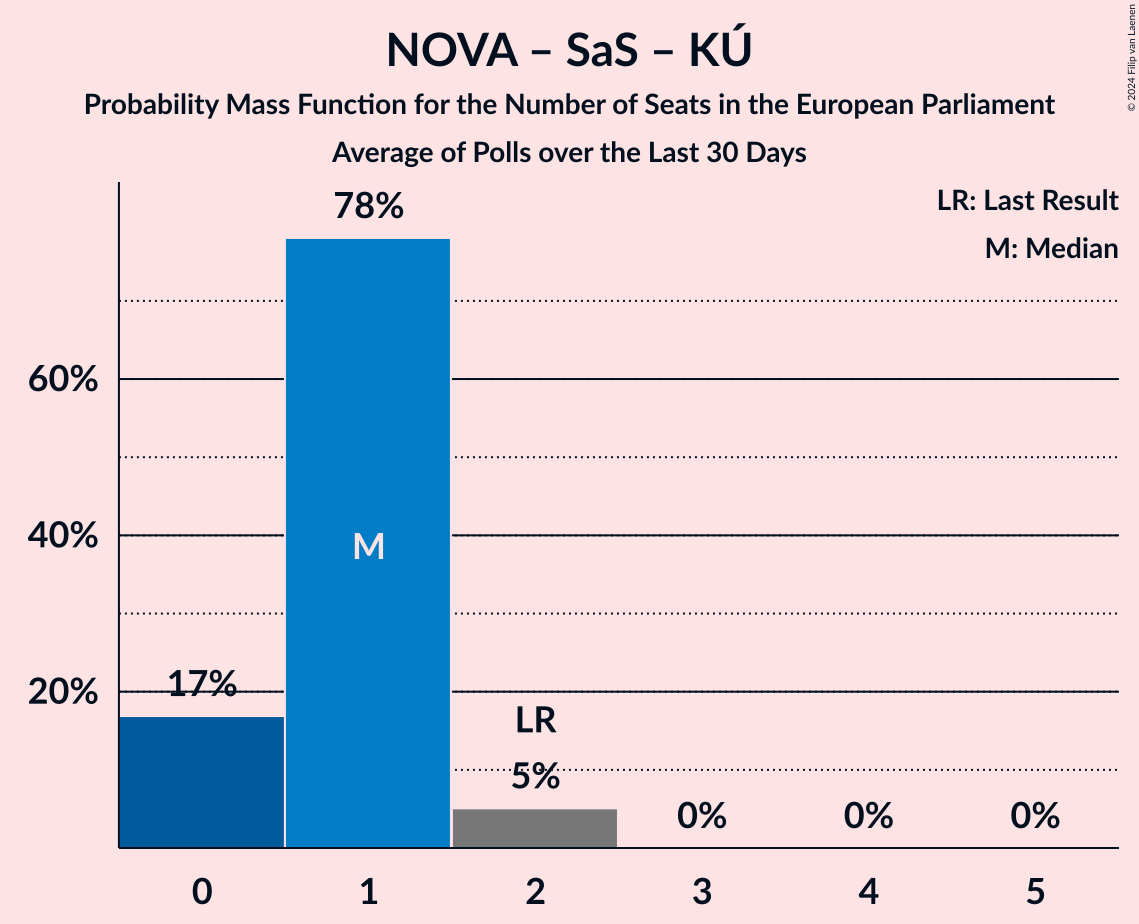 NOVA – SaS – KÚ
Probability Mass Function for the Number of Seats in the European Parliament
Average of Polls over the Last 30 Days
© 2024 Filip van Laenen
LR: Last Result
M: Median
78%
60%
40%
M
20%
17%
LR
5%
0%
0%
0%
0
1
2
3
4
5